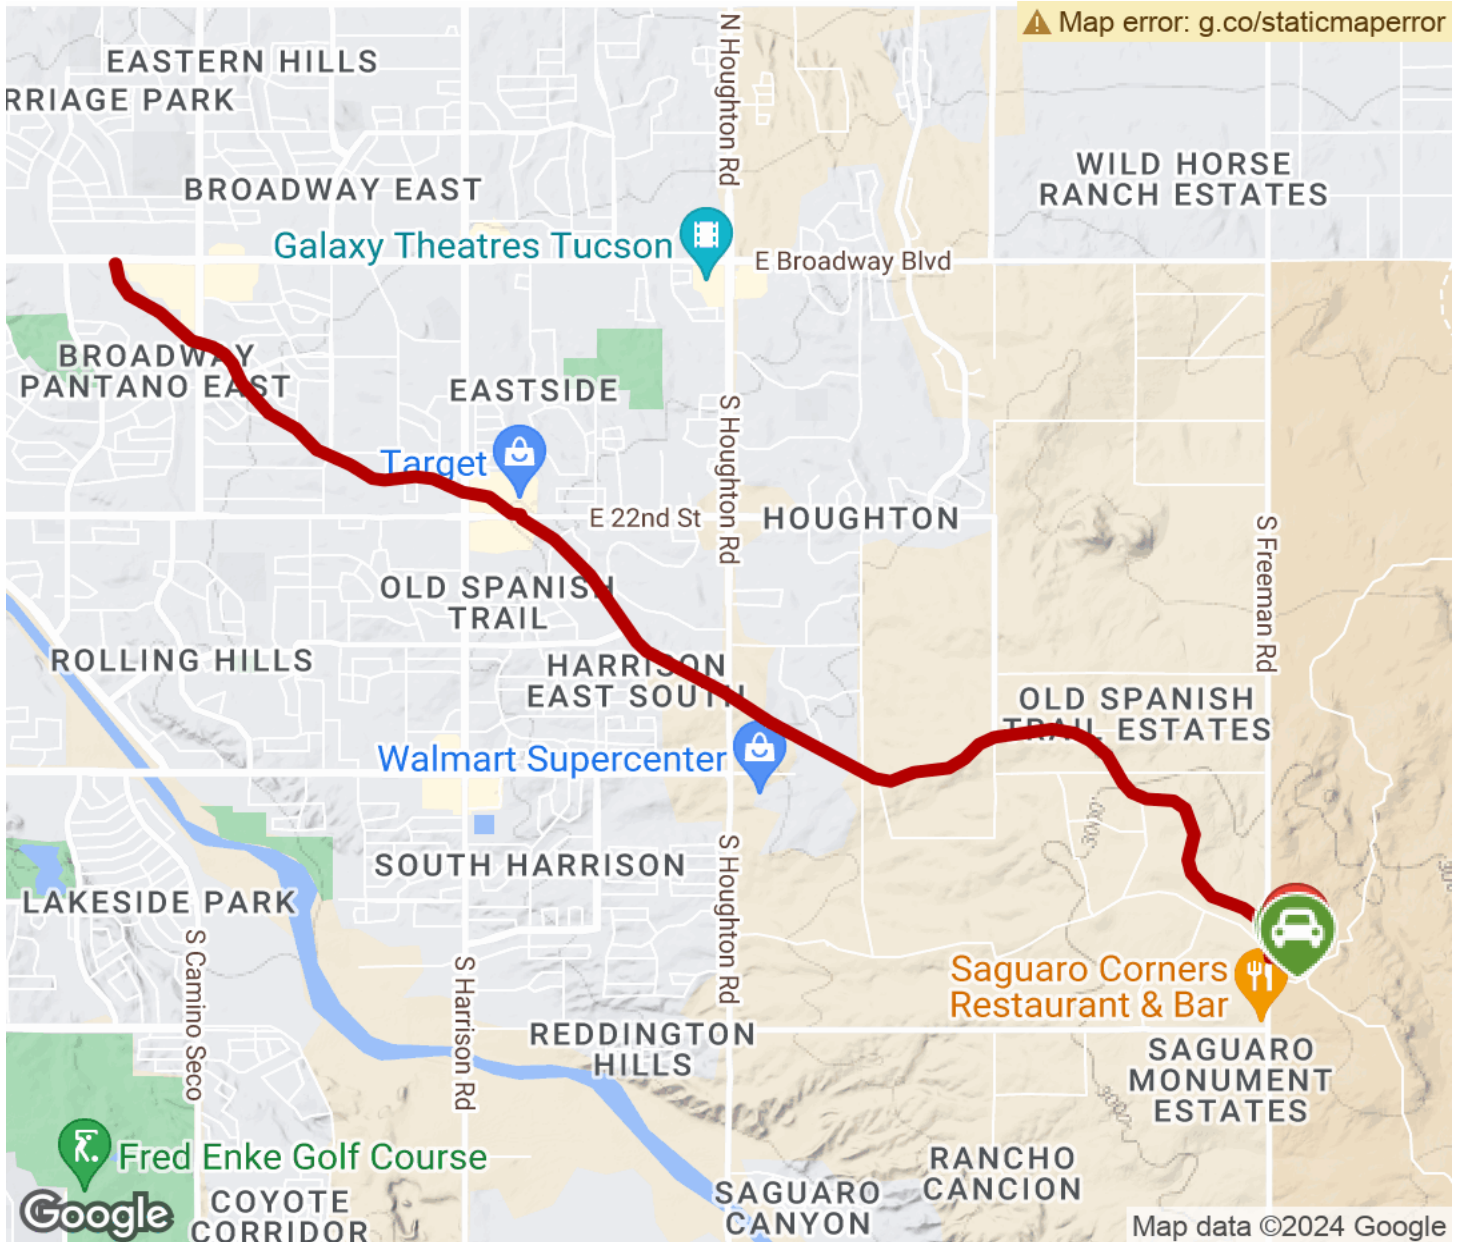 Map error: g.co/staticmaperror
EASTERN HILLS
RRIAGE PARK
N Houghton Rd
WILD HORSE
RANCH ESTATES
BROADWAY EAST
Galaxy Theatres Tucson
E Broadway Blvd
BROADWAY
PANTANO EAST
EASTSIDE
S Houghton Rd
Target
E 22nd St
HOUGHTON
S Freeman Rd
OLD SPANISH
TRAIL
ROLLING HILLS
HARRISON
EAST SOUTH
OLD SPANISH
TRAIL ESTATES
Walmart Supercenter
3000
SOUTH HARRISON
S Houghton Rd
LAKESIDE PARK
S Camino Seco
S Harrison Rd
Saguaro Corners
Restaurant & Bar
REDDINGTON
HILLS
SAGUARO
MONUMENT
ESTATES
3000
Fred Enke Golf Course
RANCHO
CANCION
COYOTE
CORRIDOR
SAGUARO
CANYON
Google
Map data ©2024 Google